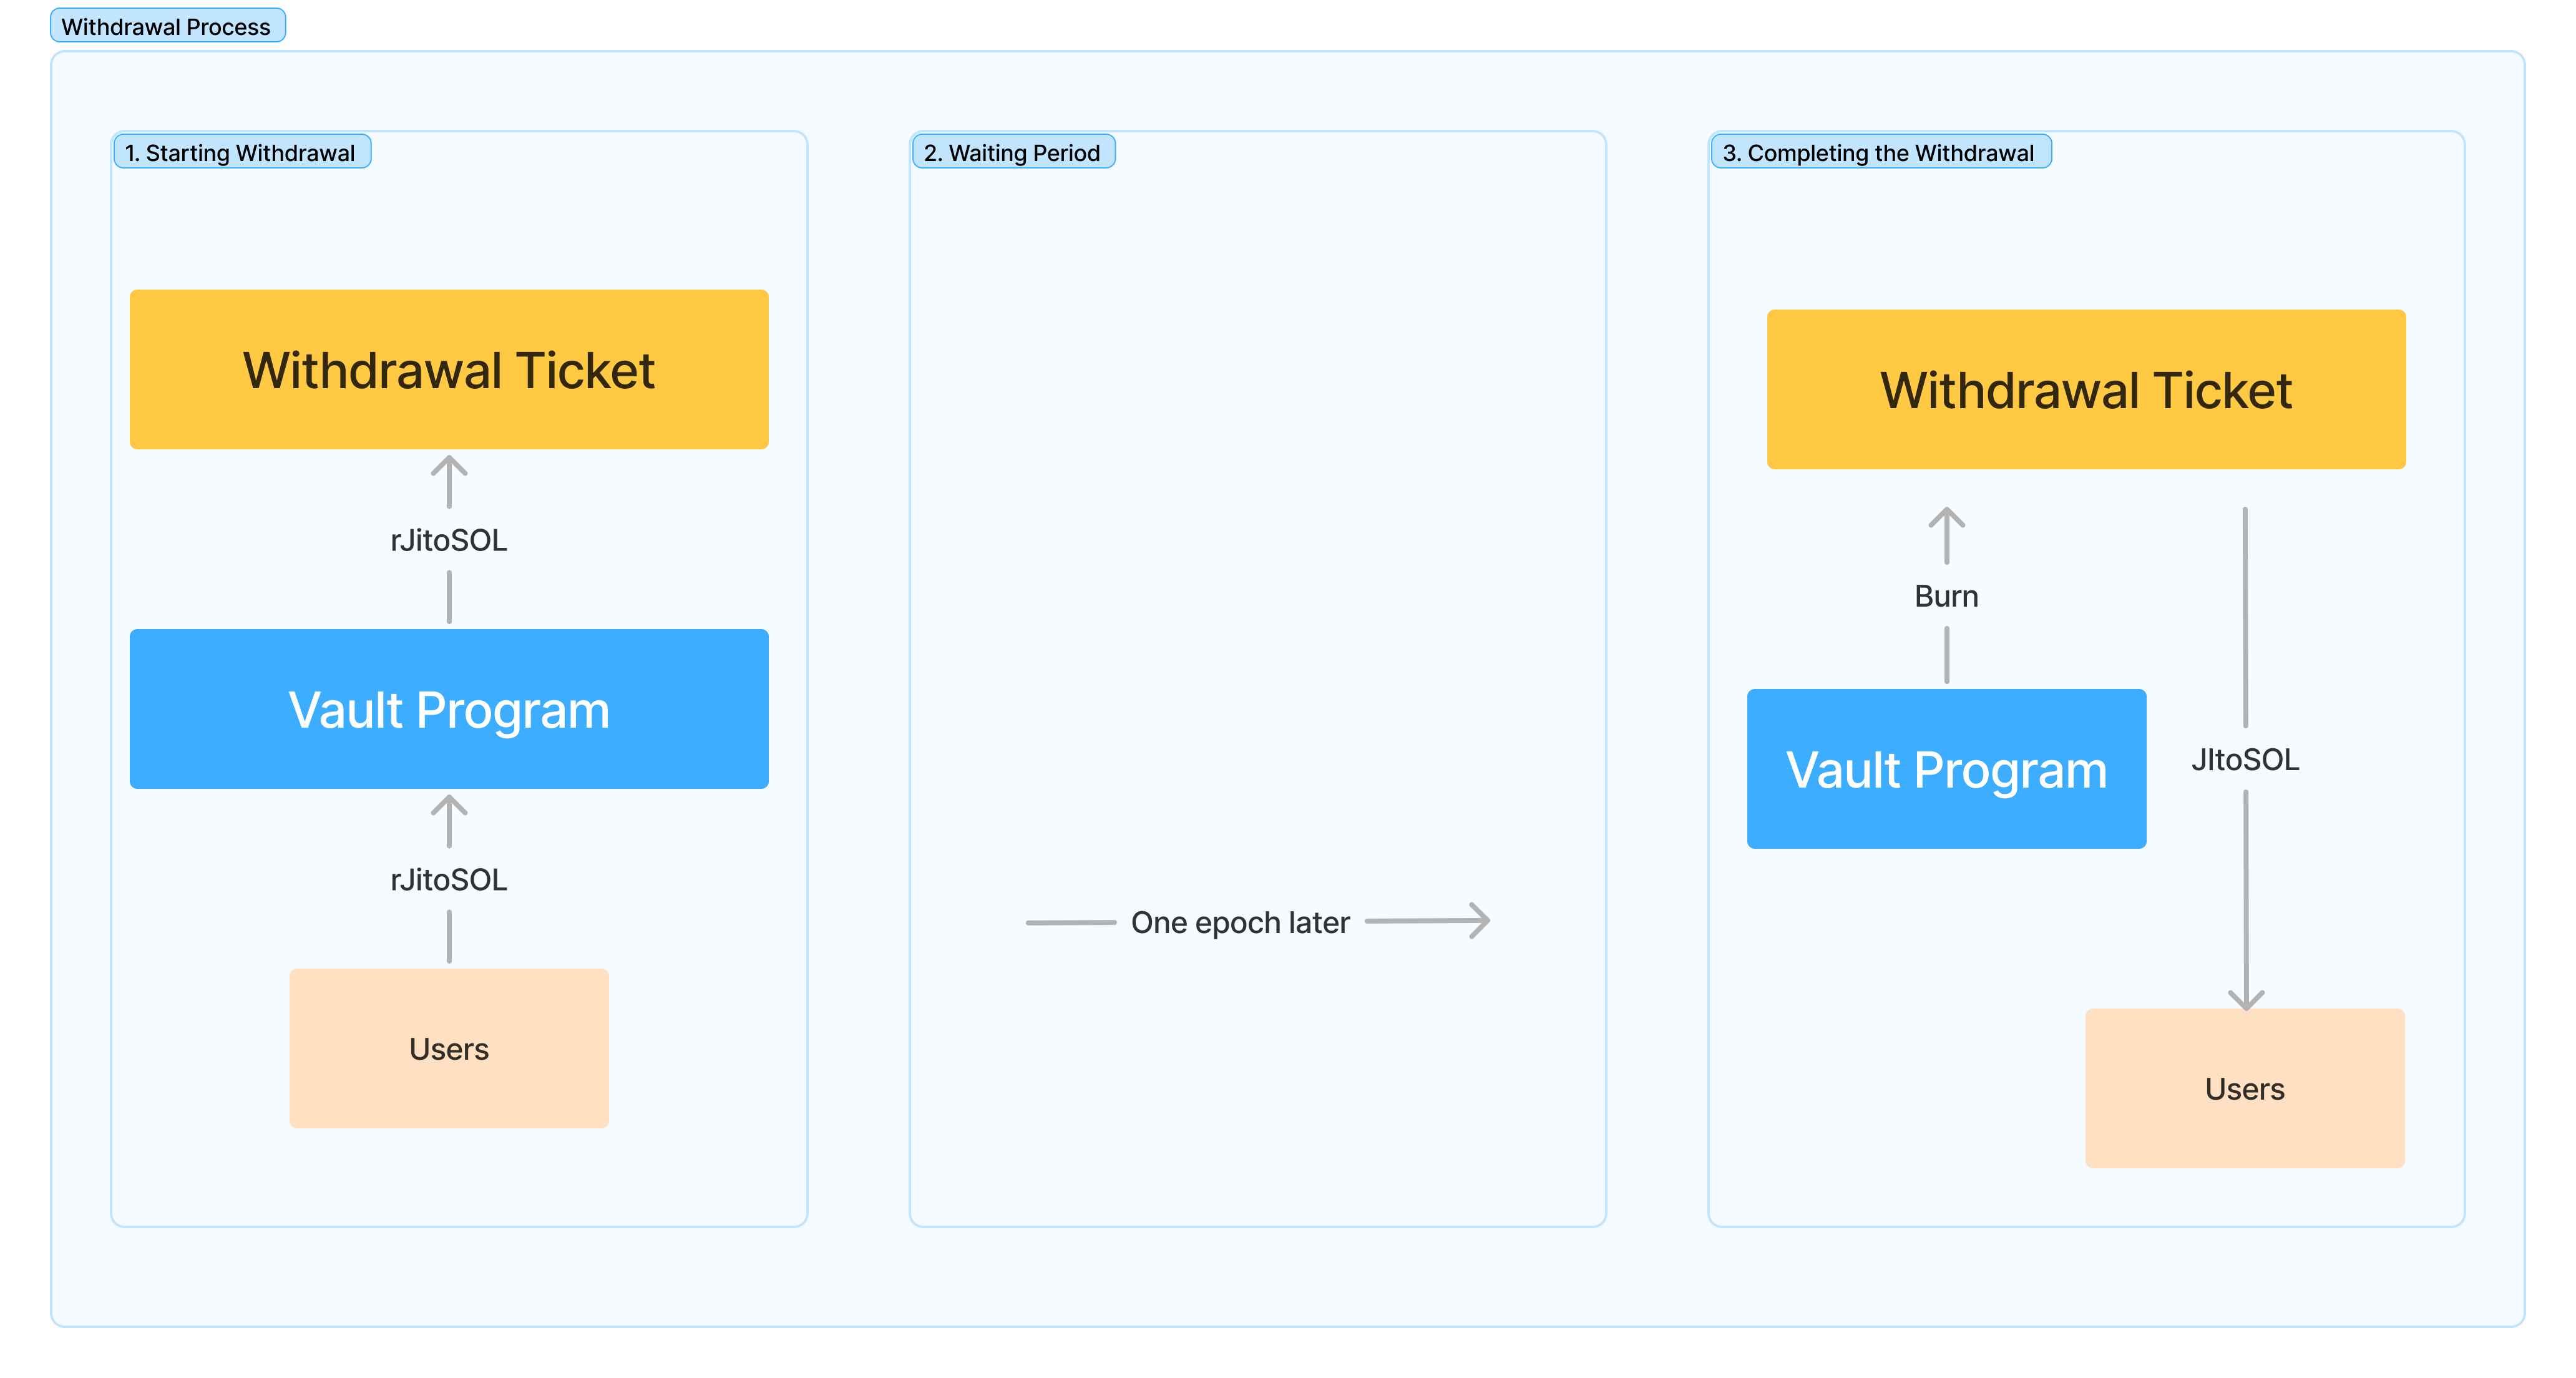 Withdrawal Process
1. Starting Withdrawal
Withdrawal Ticket
rJitoSOL
Vault Program
rJitoSOL
Users
2. Waiting Period
One epoch later
3. Completing the Withdrawal
Withdrawal Ticket
Burn
Vault Program
JItoSOL
Users